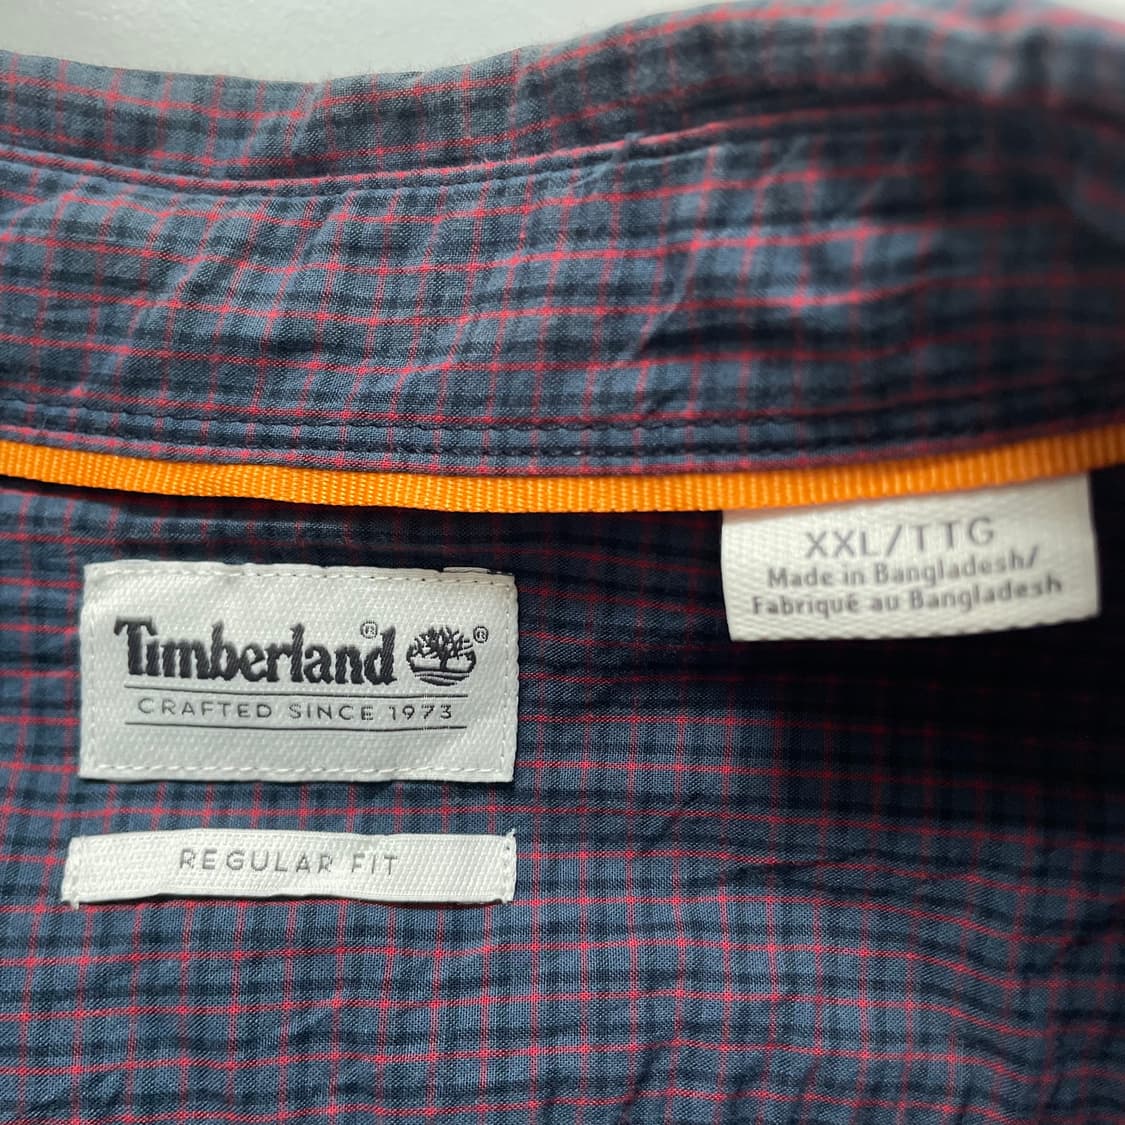 XXL/TTG
Made in Bangladesh/
Fabriqué au Bangladesh
Timberland® ®
CRAFTED SINCE 1973
REGULAR FIT